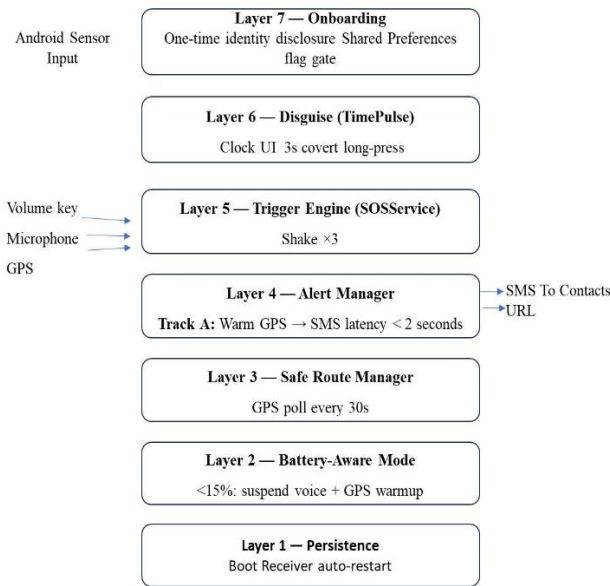 Layer 7 — Onboarding
One-time identity disclosure Shared Preferences
flag gate
Android Sensor
Input
Layer 6 — Disguise (TimePulse)
Clock UI 3s covert long-press
Volume key
Microphone
GPS
Layer 5 — Trigger Engine (SOSService)
Shake ×3
Layer 4 — Alert Manager
Track A: Warm GPS → SMS latency < 2 seconds
SMS To Contacts
URL
Layer 3 — Safe Route Manager
GPS poll every 30s
Layer 2 — Battery-Aware Mode
<15%: suspend voice + GPS warmup
Layer 1 — Persistence
Boot Receiver auto-restart